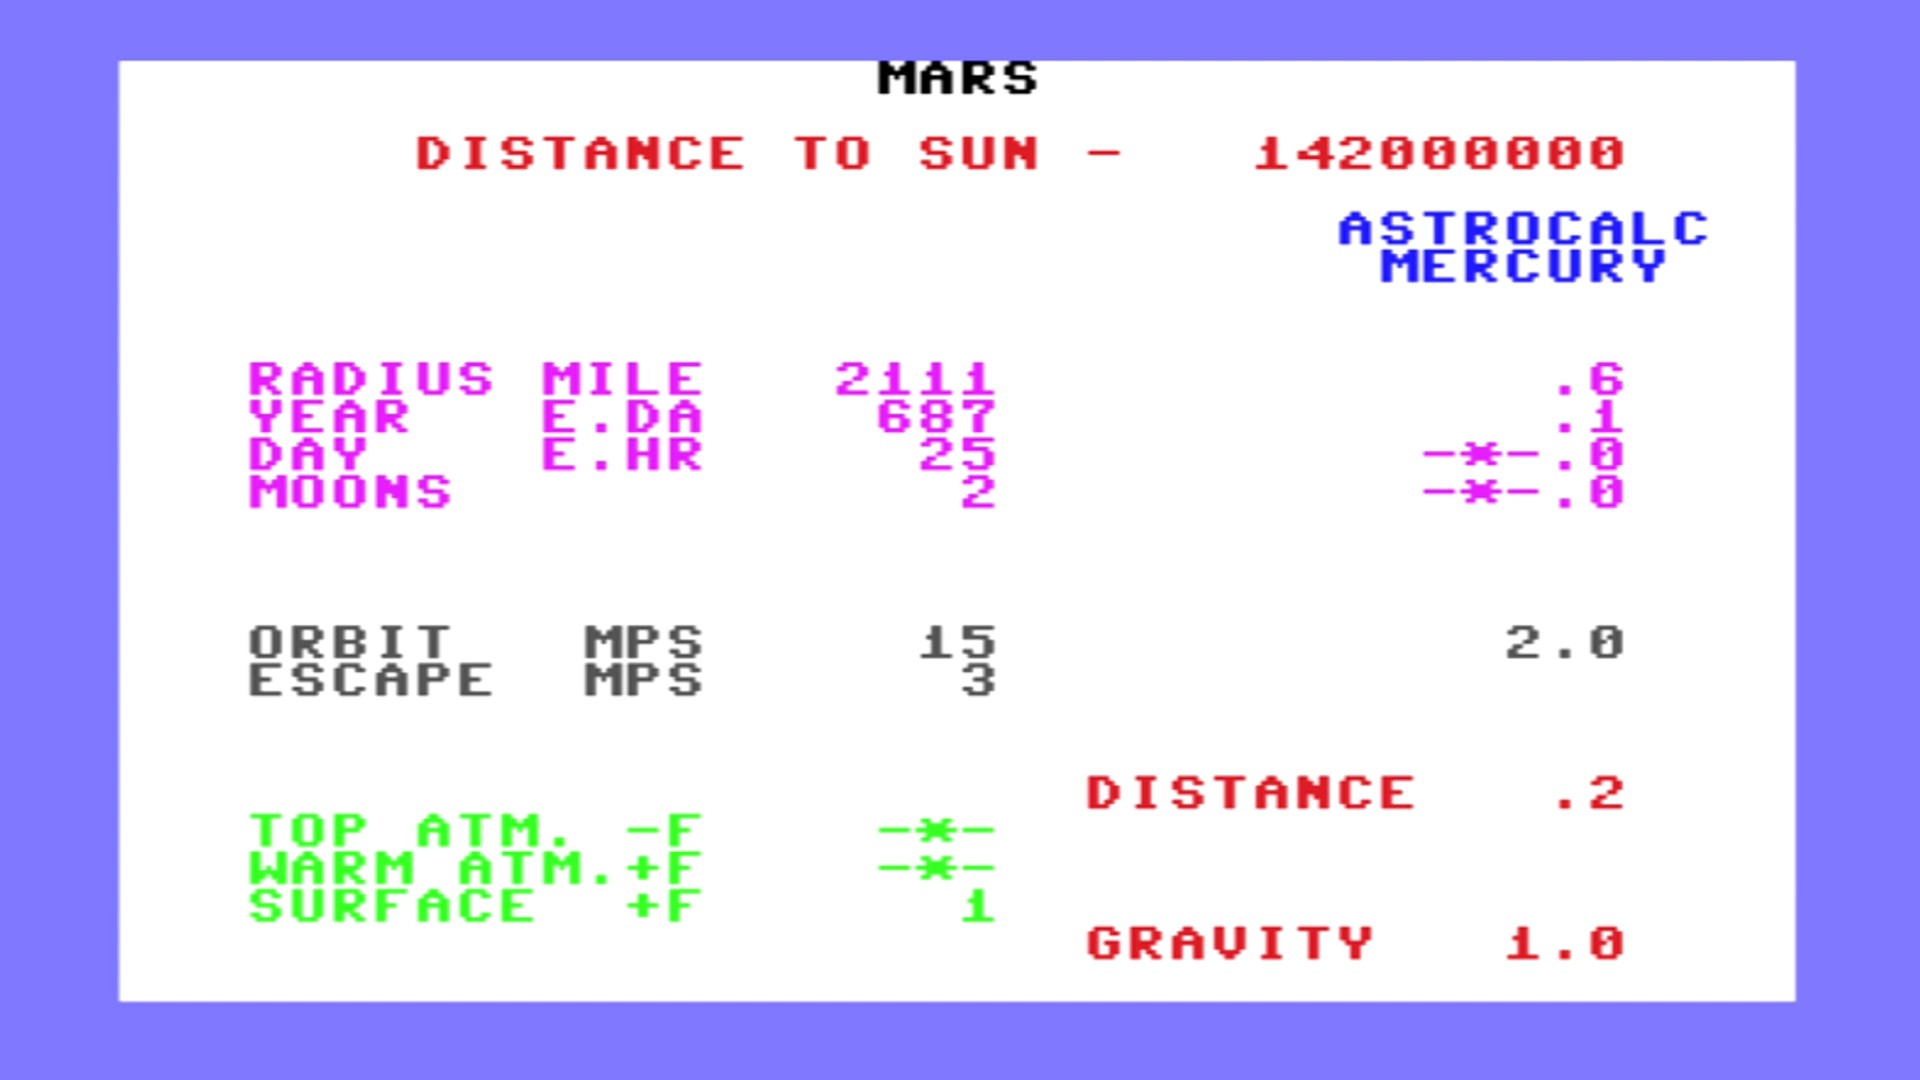 MARS
DISTANCE TO SUN - 142000000
ASTROCALC
MERCURY
RADIUS MILE 2111 .6
YEAR E.DA 687 .1
DAY E.HR 25 -*-.0
MOONS 2 -*-.0
ORBIT MPS 15 2.0
ESCAPE MPS 3
DISTANCE .2
TOP ATM. -F -*-
WARM ATM.+F -*-
SURFACE +F 1
GRAVITY 1.0